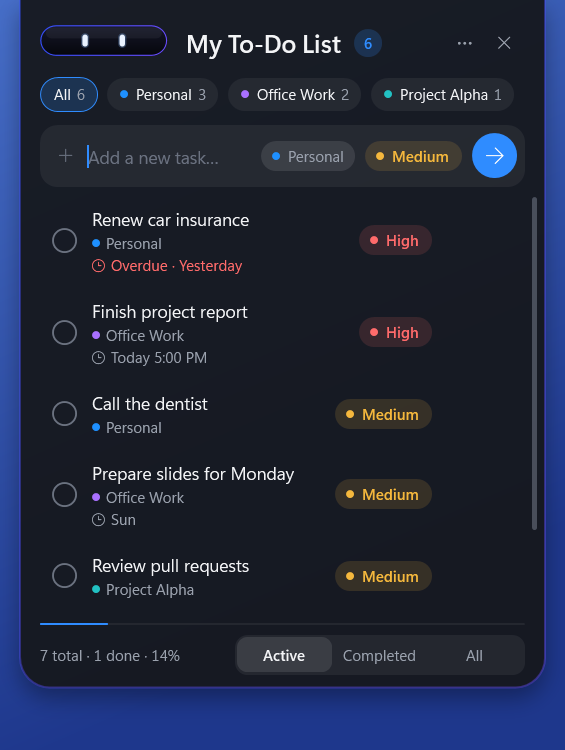 My To-Do List 6
All 6 Personal 3 Office Work 2 Project Alpha 1
Add a new task... Personal Medium
Renew car insurance
Personal High
Overdue · Yesterday
Finish project report
Office Work High
Today 5:00 PM
Call the dentist
Personal Medium
Prepare slides for Monday
Office Work Medium
Sun
Review pull requests
Project Alpha Medium
7 total · 1 done · 14% Active Completed All